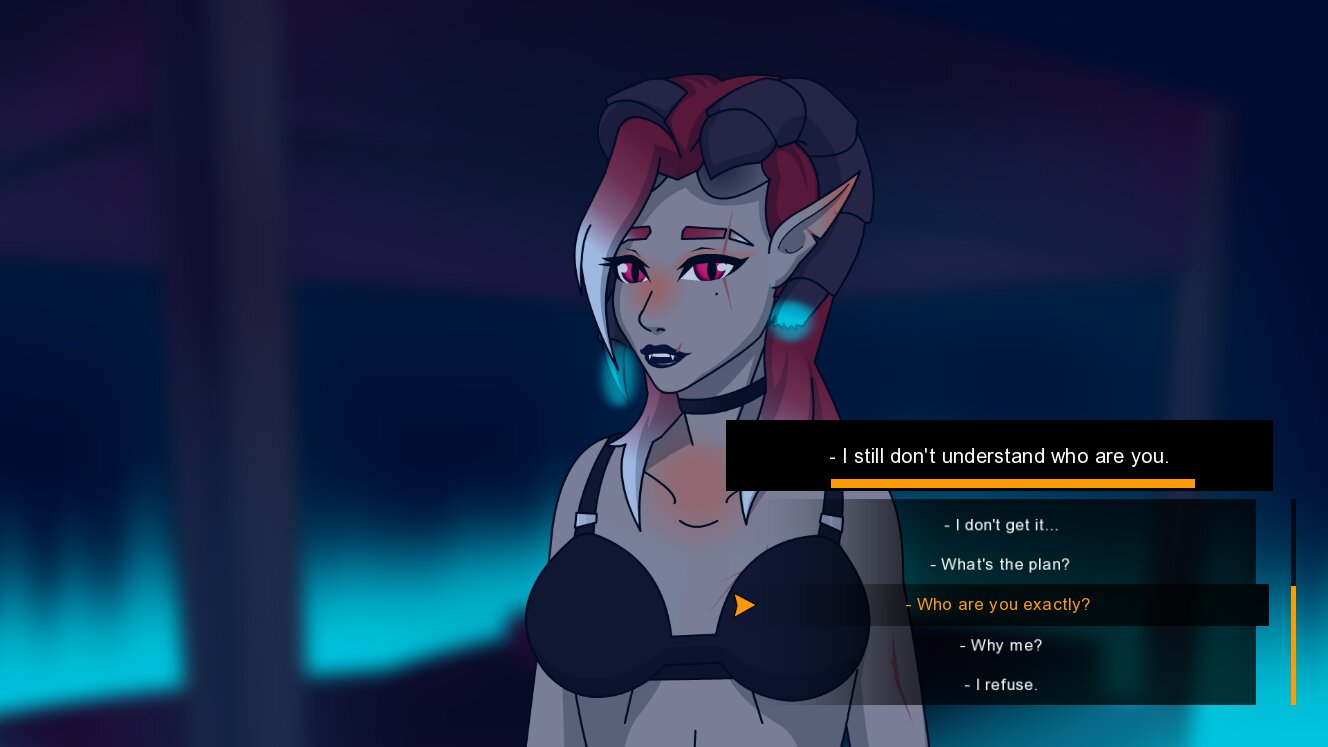 - I still don't understand who are you.
- I don't get it...
- What's the plan?
- Who are you exactly?
- Why me?
- I refuse.